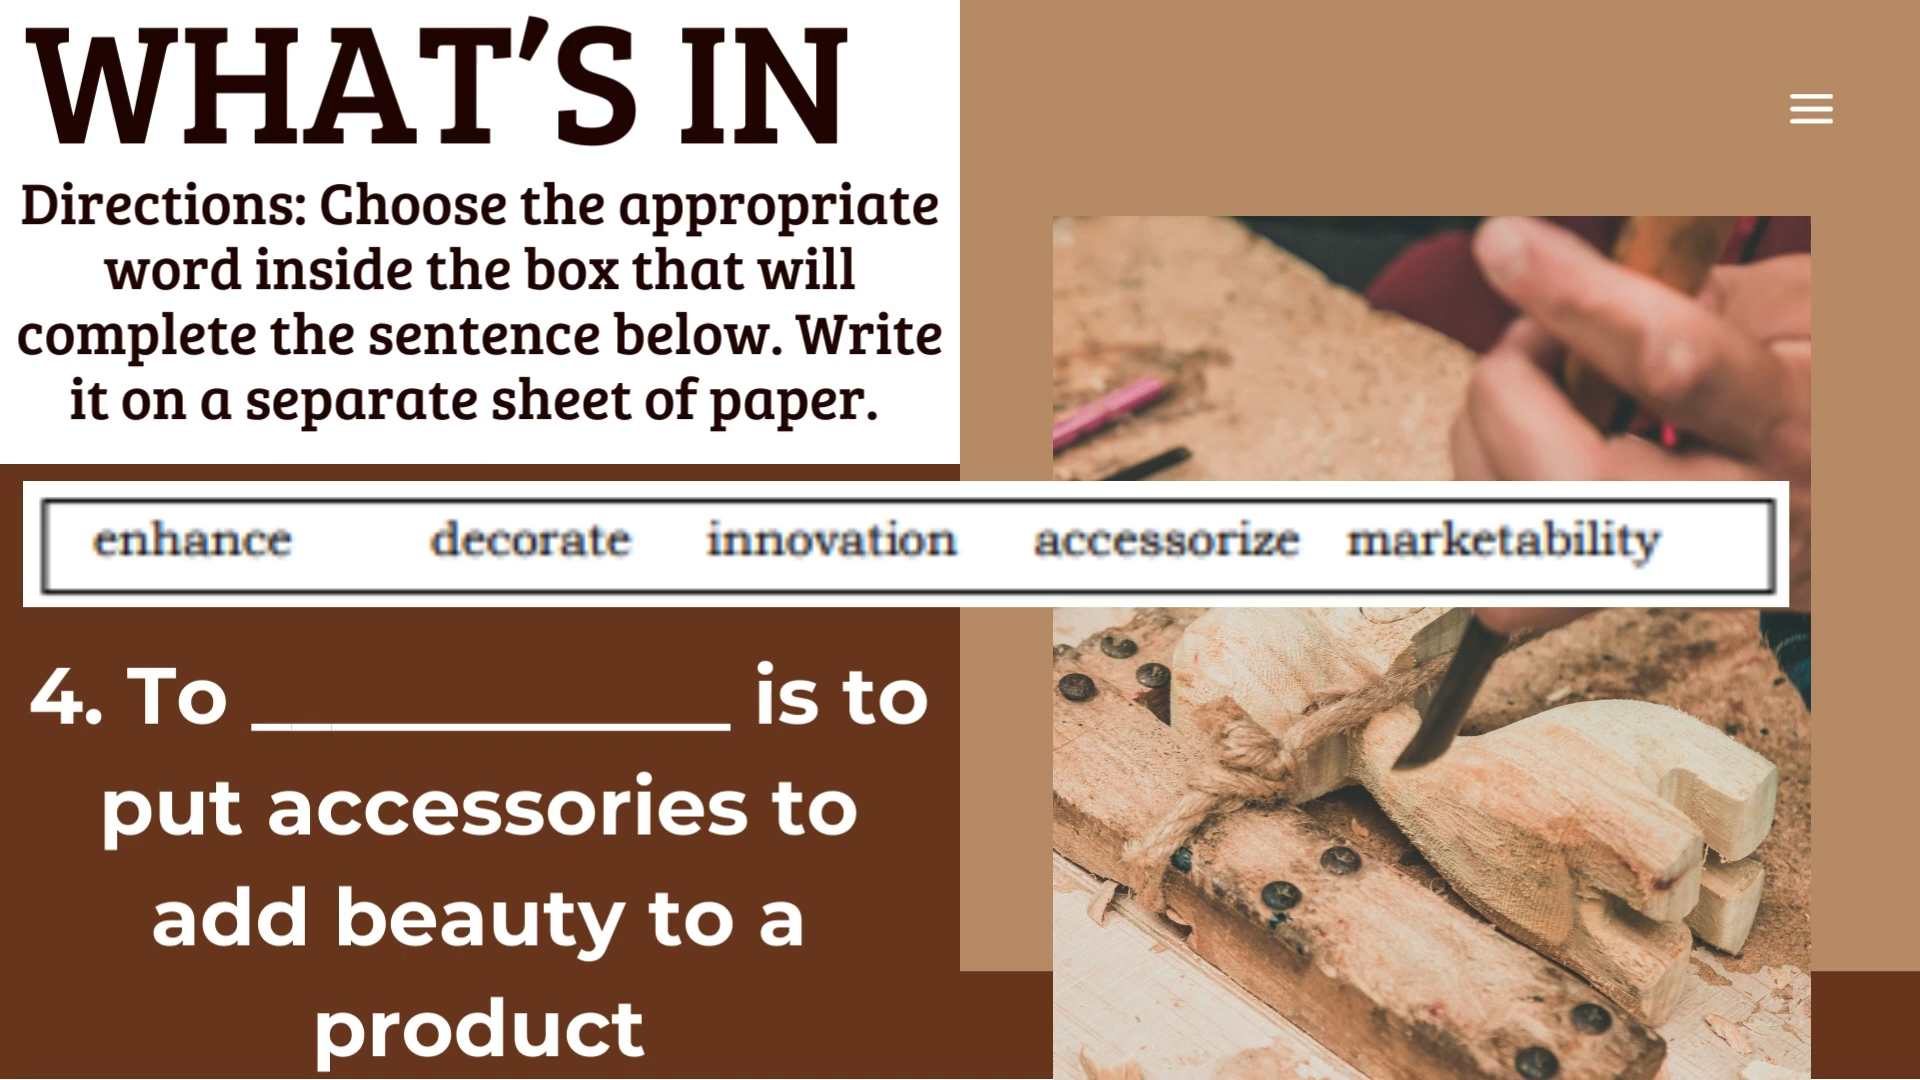 WHAT'S IN
Directions: Choose the appropriate
word inside the box that will
complete the sentence below. Write
it on a separate sheet of paper.
enhance decorate innovation accessorize marketability
4. To ____________ is to
put accessories to
add beauty to a
product